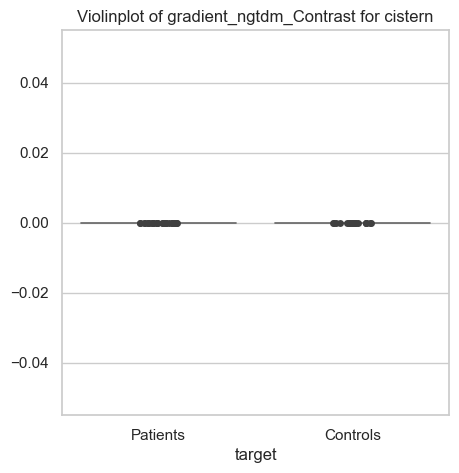 Violinplot of gradient_ngtdm_Contrast for cistern
0.04
0.02
0.00
−0.02
−0.04
Patients
Controls
target